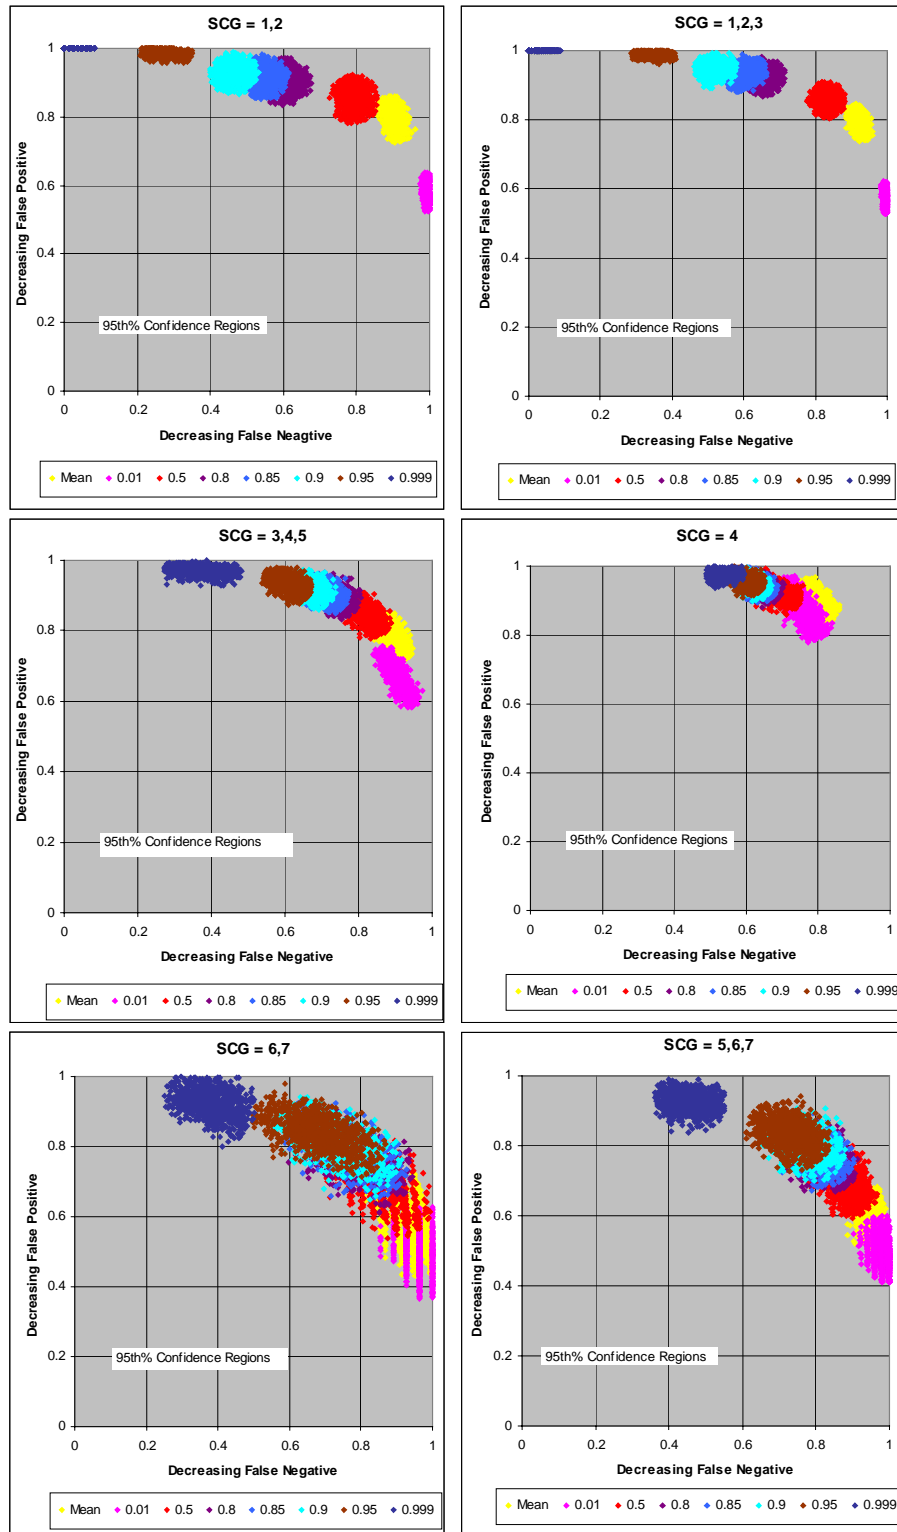 SCG = 1,2
Decreasing False Positive
1
0.8
0.6
0.4
0.2
0
95th% Confidence Regions
0 0.2 0.4 0.6 0.8 1
Decreasing False Neagtive
Mean 0.01 0.5 0.8 0.85 0.9 0.95 0.999
SCG = 1,2,3
Decreasing False Positive
1
0.8
0.6
0.4
0.2
0
95th% Confidence Regions
0 0.2 0.4 0.6 0.8 1
Decreasing False Negative
Mean 0.01 0.5 0.8 0.85 0.9 0.95 0.999
SCG = 3,4,5
Decreasing False Positive
1
0.8
0.6
0.4
0.2
0
95th% Confidence Regions
0 0.2 0.4 0.6 0.8 1
Decreasing False Negative
Mean 0.01 0.5 0.8 0.85 0.9 0.95 0.999
SCG = 4
Decreasing False Positive
1
0.8
0.6
0.4
0.2
0
95th% Confidence Regions
0 0.2 0.4 0.6 0.8 1
Decreasing False Negative
Mean 0.01 0.5 0.8 0.85 0.9 0.95 0.999
SCG = 6,7
Decreasing False Positive
1
0.8
0.6
0.4
0.2
0
95th% Confidence Regions
0 0.2 0.4 0.6 0.8 1
Decreasing False Negative
Mean 0.01 0.5 0.8 0.85 0.9 0.95 0.999
SCG = 5,6,7
Decreasing False Positive
1
0.8
0.6
0.4
0.2
0
95th% Confidence Regions
0 0.2 0.4 0.6 0.8 1
Decreasing False Negative
Mean 0.01 0.5 0.8 0.85 0.9 0.95 0.999